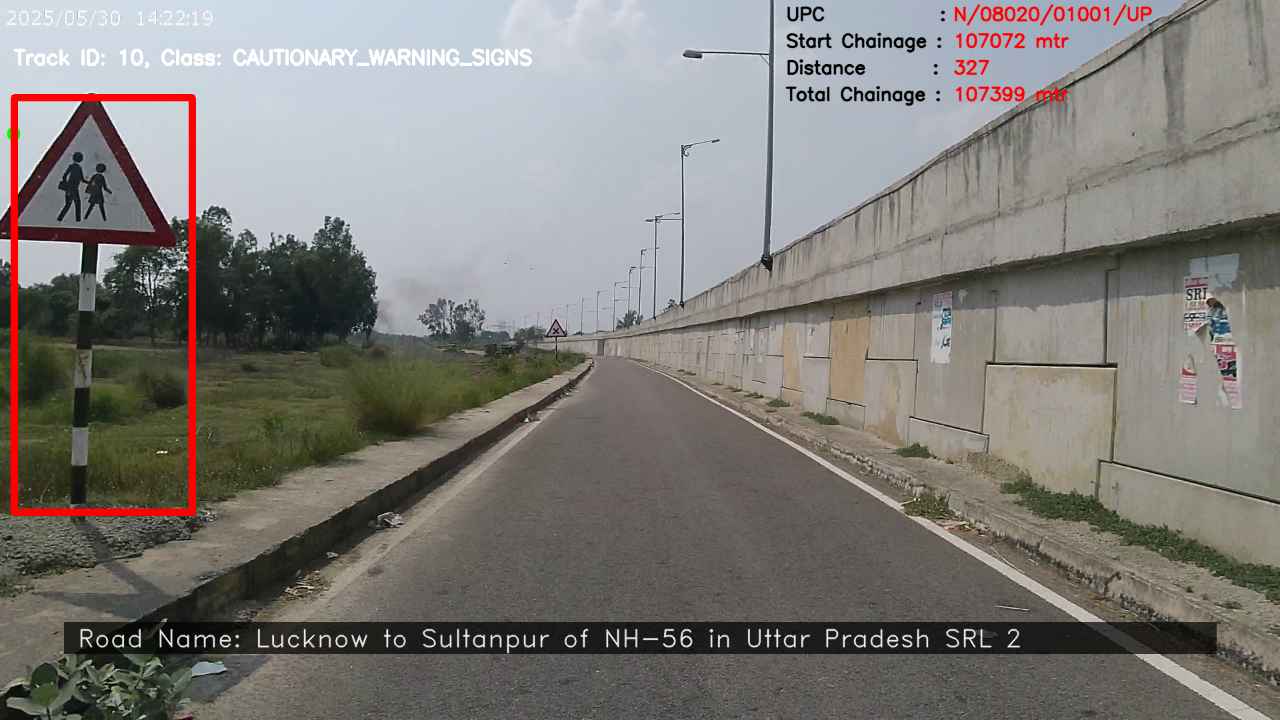 2025/05/30 14:22:19
Track ID: 10, Class: CAUTIONARY_WARNING_SIGNS
UPC : N/08020/01001/UP
Start Chainage : 107072 mtr
Distance : 327
Total Chainage : 107399 mtr
SRI
Road Name: Lucknow to Sultanpur of NH-56 in Uttar Pradesh SRL 2